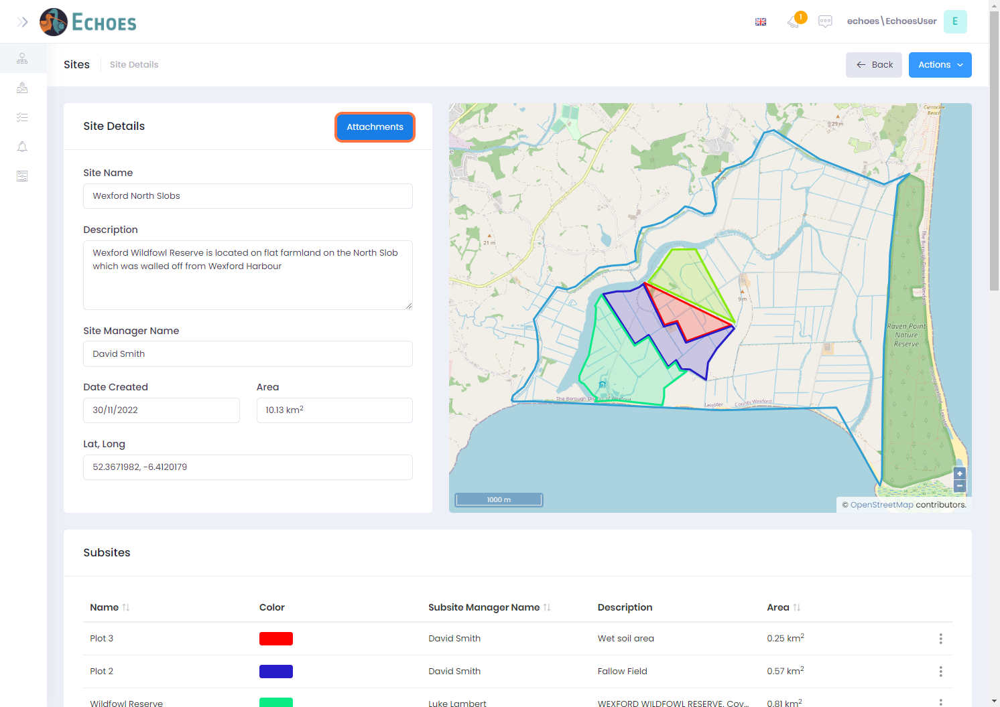 ECHOES
1
echoes\EchoesUser
E
Sites
Site Details
Back
Actions
Site Details
Attachments
Site Name
Wexford North Slobs
Description
Wexford Wildfowl Reserve is located on flat farmland on the North Slob
which was walled off from Wexford Harbour
Site Manager Name
David Smith
Date Created
Area
30/11/2022
10.13 km²
Lat, Long
52.3671982, -6.4120179
Curracloe
Beach
29 m
21 m
9 m
Raven Point
Nature
Reserve
The Borough District of Wexford
Leinster
County Wexford
1000 m
+
−
© OpenStreetMap contributors.
Subsites
Name
Color
Subsite Manager Name
Description
Area
Plot 3
David Smith
Wet soil area
0.25 km²
Plot 2
David Smith
Fallow Field
0.57 km²
Wildfowl Reserve
Luke Lambert
WEXFORD WILDFOWL RESERVE, Cov...
0.81 km²